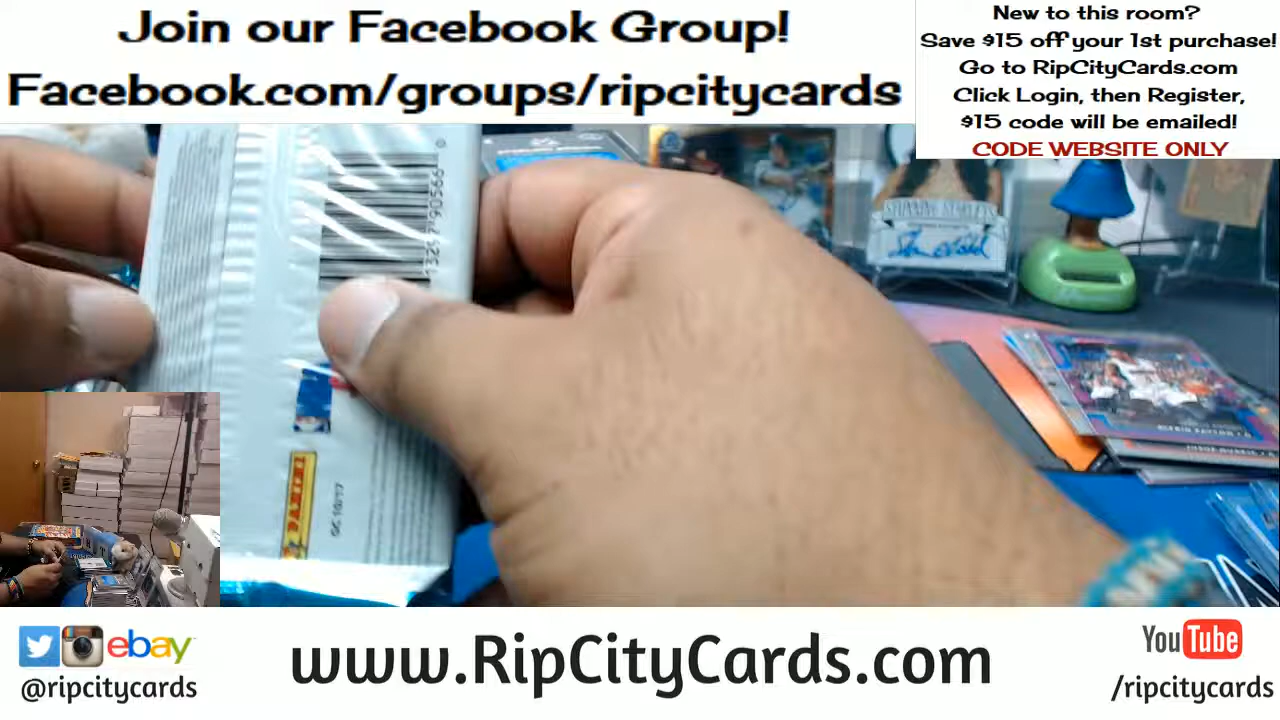 Join our Facebook Group!
Facebook.com/groups/ripcitycards
New to this room?
Save $15 off your 1st purchase!
Go to RipCityCards.com
Click Login, then Register,
$15 code will be emailed!
CODE WEBSITE ONLY
PANINI
ebay
@ripcitycards
www.RipCityCards.com
YouTube
/ripcitycards